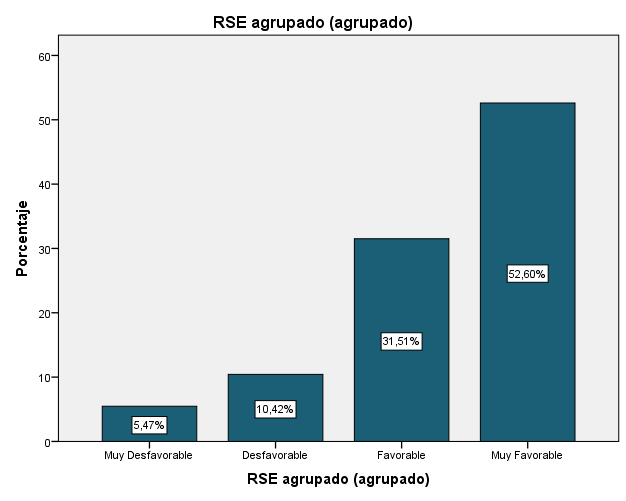 RSE agrupado (agrupado)
Porcentaje
60
50
40
30
20
10
0
5,47%
10,42%
31,51%
52,60%
Muy Desfavorable
Desfavorable
Favorable
Muy Favorable
RSE agrupado (agrupado)